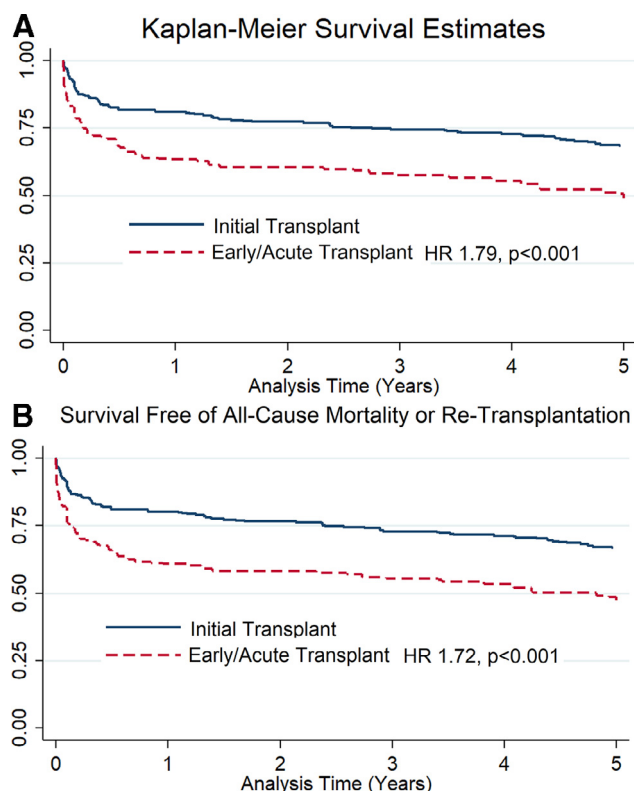 A
Kaplan-Meier Survival Estimates
1.00
0.75
0.50
0.25
0.00
Initial Transplant
Early/Acute Transplant HR 1.79, p<0.001
0 1 2 3 4 5
Analysis Time (Years)
B
Survival Free of All-Cause Mortality or Re-Transplantation
1.00
0.75
0.50
0.25
0.00
Initial Transplant
Early/Acute Transplant HR 1.72, p<0.001
0 1 2 3 4 5
Analysis Time (Years)